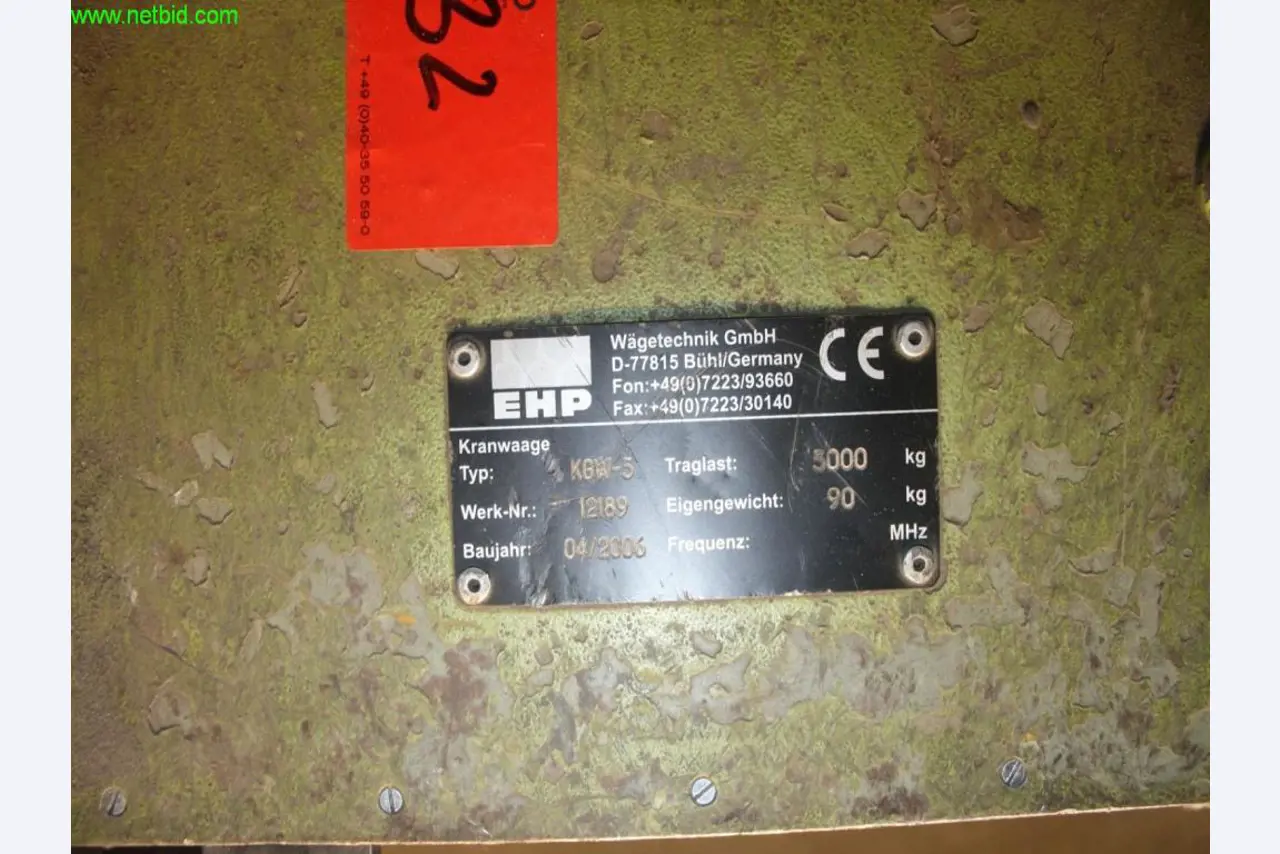 www.netbid.com
32
T ++49 (0)40-35 50 59-0
EHP
Wägetechnik GmbH
D-77815 Bühl/Germany
Fon:+49(0)7223/93660
Fax:+49(0)7223/30140
CE
Kranwaage
Typ: KGW-5 Traglast: 5000 kg
Werk-Nr.: 12189 Eigengewicht: 90 kg
Baujahr: 04/2006 Frequenz: MHz